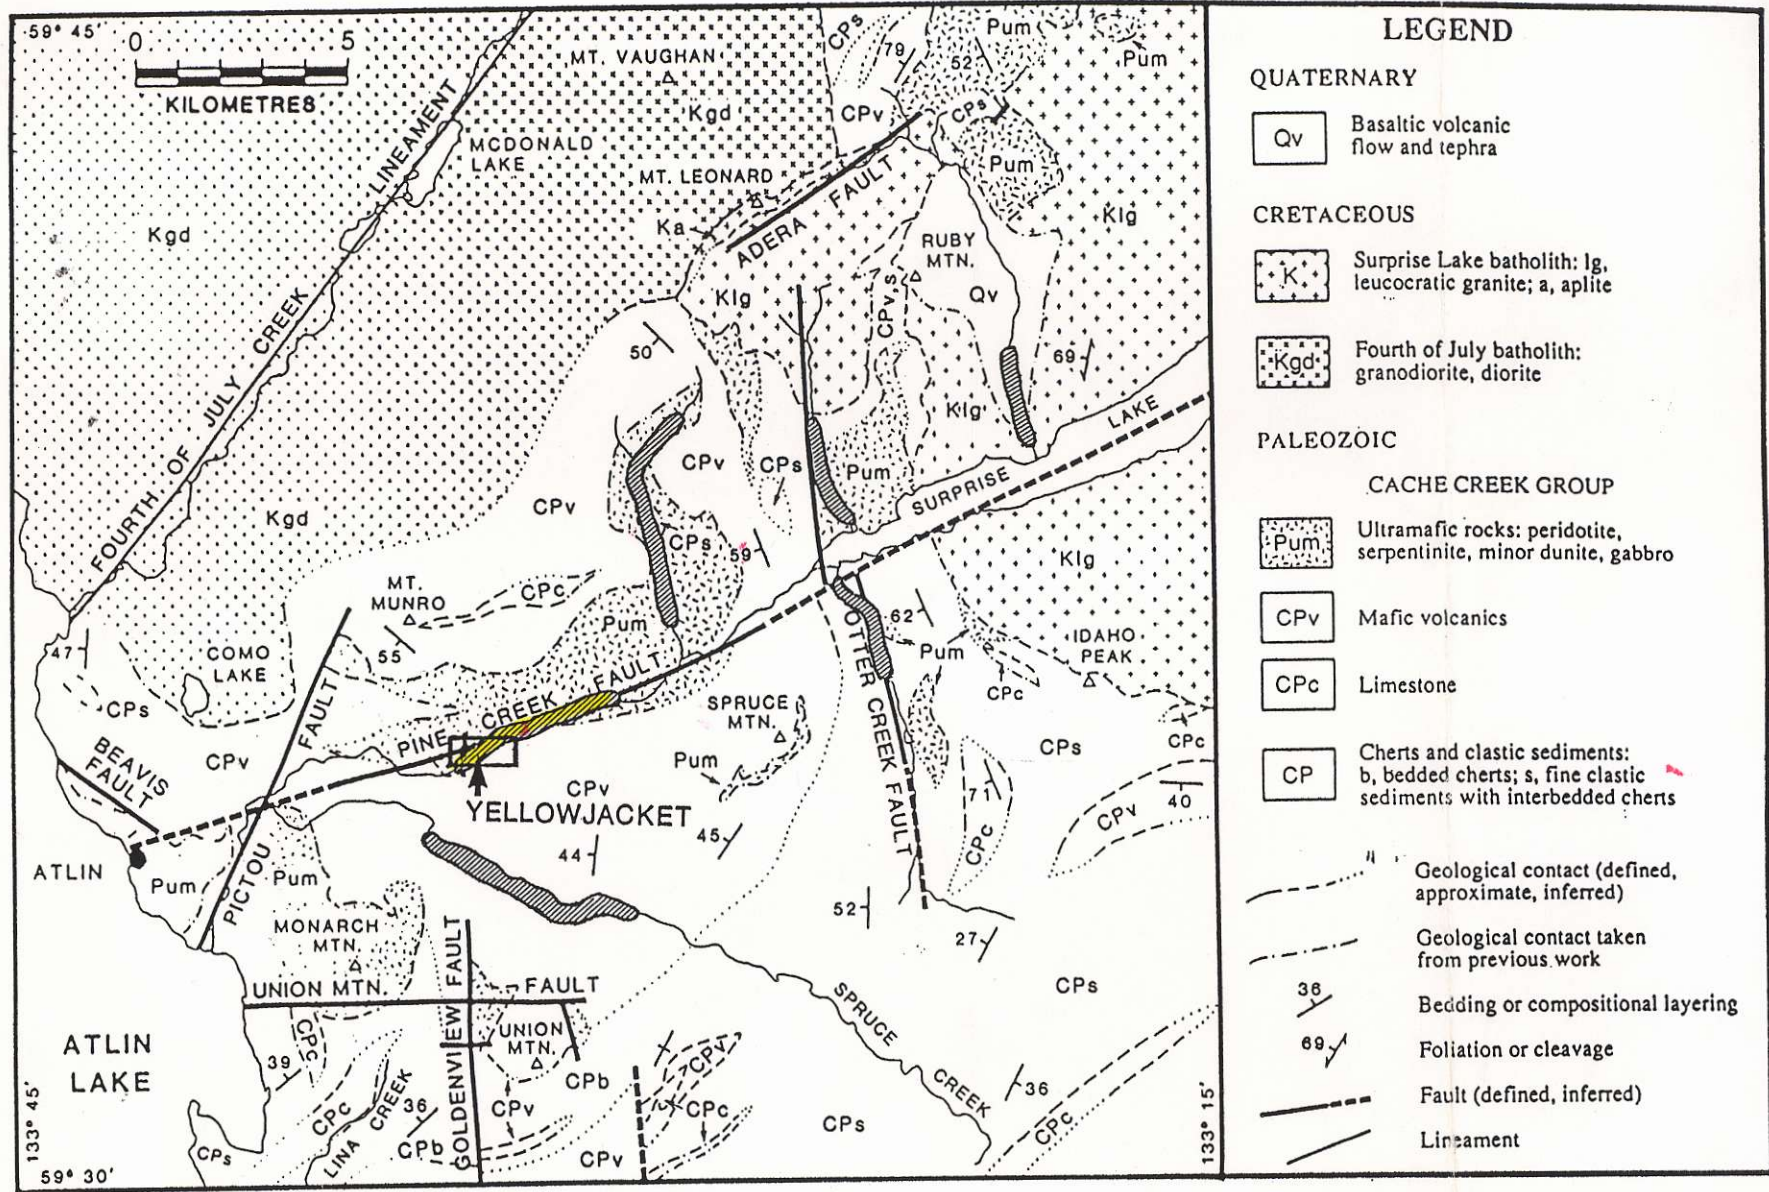 59° 45'
0 5
KILOMETRES
MT. VAUGHAN
Kgd
MCDONALD
LAKE
FOURTH OF JULY CREEK LINEAMENT
Kgd
CPs
79
52
Pum
Pum
CPv
CPs
Pum
MT. LEONARD
Ka
ADERA FAULT
Klg
RUBY
MTN.
Klg
CPvs
Qv
50
69
Klg
SURPRISE LAKE
CPv
CPs
Pum
CPv
Kgd
CPs
59
Klg
MT.
MUNRO
CPc
Pum
62
Pum
IDAHO
PEAK
CPc
47
COMO
LAKE
55
CPs
PINE CREEK FAULT
SPRUCE
MTN.
OTTER CREEK FAULT
CPs
CPc
BEAVIS
FAULT
CPv
PICTOU FAULT
Pum
CPv
YELLOWJACKET
71
40
CPv
CPc
45
44
ATLIN
Pum
Pum
52
27
MONARCH
MTN.
UNION MTN. FAULT
GOLDENVIEW FAULT
CPs
SPRUCE CREEK
ATLIN
LAKE
CPc
39
UNION
MTN.
CPb
CPv
36
CPc
LINA CREEK
36
CPv
CPc
CPs
CPc
CPs
CPb
CPv
133° 45'
59° 30'
133° 15'
LEGEND
QUATERNARY
Qv Basaltic volcanic
flow and tephra
CRETACEOUS
K Surprise Lake batholith: lg,
leucocratic granite; a, aplite
Kgd Fourth of July batholith:
granodiorite, diorite
PALEOZOIC
CACHE CREEK GROUP
Pum Ultramafic rocks: peridotite,
serpentinite, minor dunite, gabbro
CPv Mafic volcanics
CPc Limestone
CP Cherts and clastic sediments:
b, bedded cherts; s, fine clastic
sediments with interbedded cherts
Geological contact (defined,
approximate, inferred)
Geological contact taken
from previous work
36 Bedding or compositional layering
69 Foliation or cleavage
Fault (defined, inferred)
Lineament